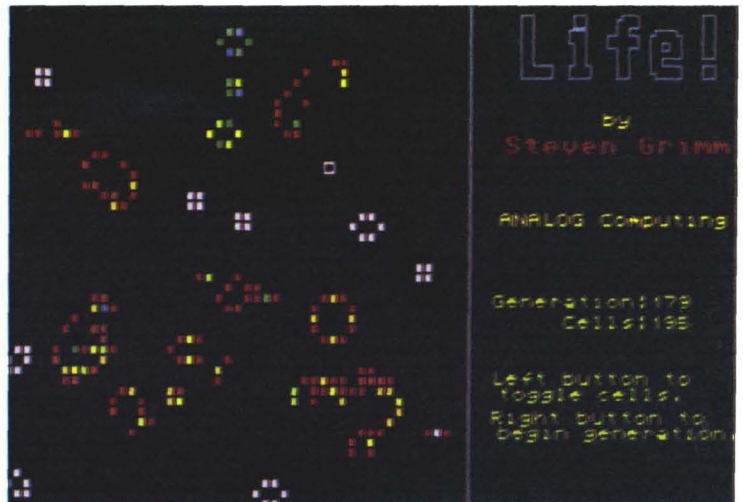 Life!
by
Steven Grimm
ANALOG Computing
Generation:179
Cells:195
Left button to
toggle cells.
Right button to
begin generation.